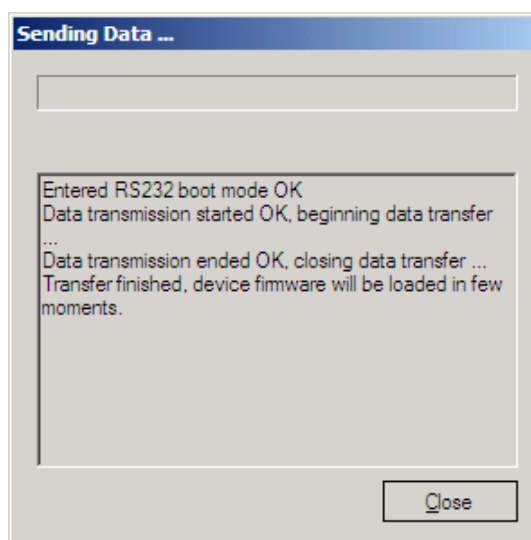 Sending Data ...
Entered RS232 boot mode OK
Data transmission started OK, beginning data transfer
...
Data transmission ended OK, closing data transfer ...
Transfer finished, device firmware will be loaded in few
moments.
Close